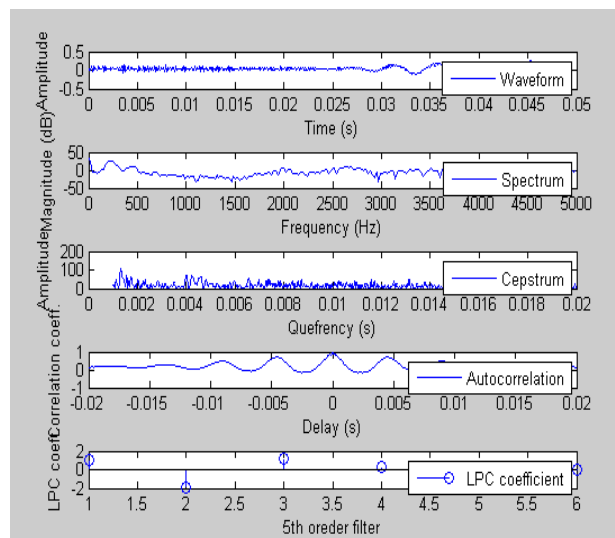 Amplitude
0.5
0
-0.5
Waveform
0 0.005 0.01 0.015 0.02 0.025 0.03 0.035 0.04 0.045 0.05
Time (s)
Magnitude (dB)
50
0
-50
Spectrum
0 500 1000 1500 2000 2500 3000 3500 4000 4500 5000
Frequency (Hz)
Amplitude
200
100
0
Cepstrum
0 0.002 0.004 0.006 0.008 0.01 0.012 0.014 0.016 0.018 0.02
Quefrency (s)
Correlation coeff.
1
0
-1
Autocorrelation
-0.02 -0.015 -0.01 -0.005 0 0.005 0.01 0.015 0.02
Delay (s)
LPC coeff
2
0
-2
LPC coefficient
1 1.5 2 2.5 3 3.5 4 4.5 5 5.5 6
5th oreder filter